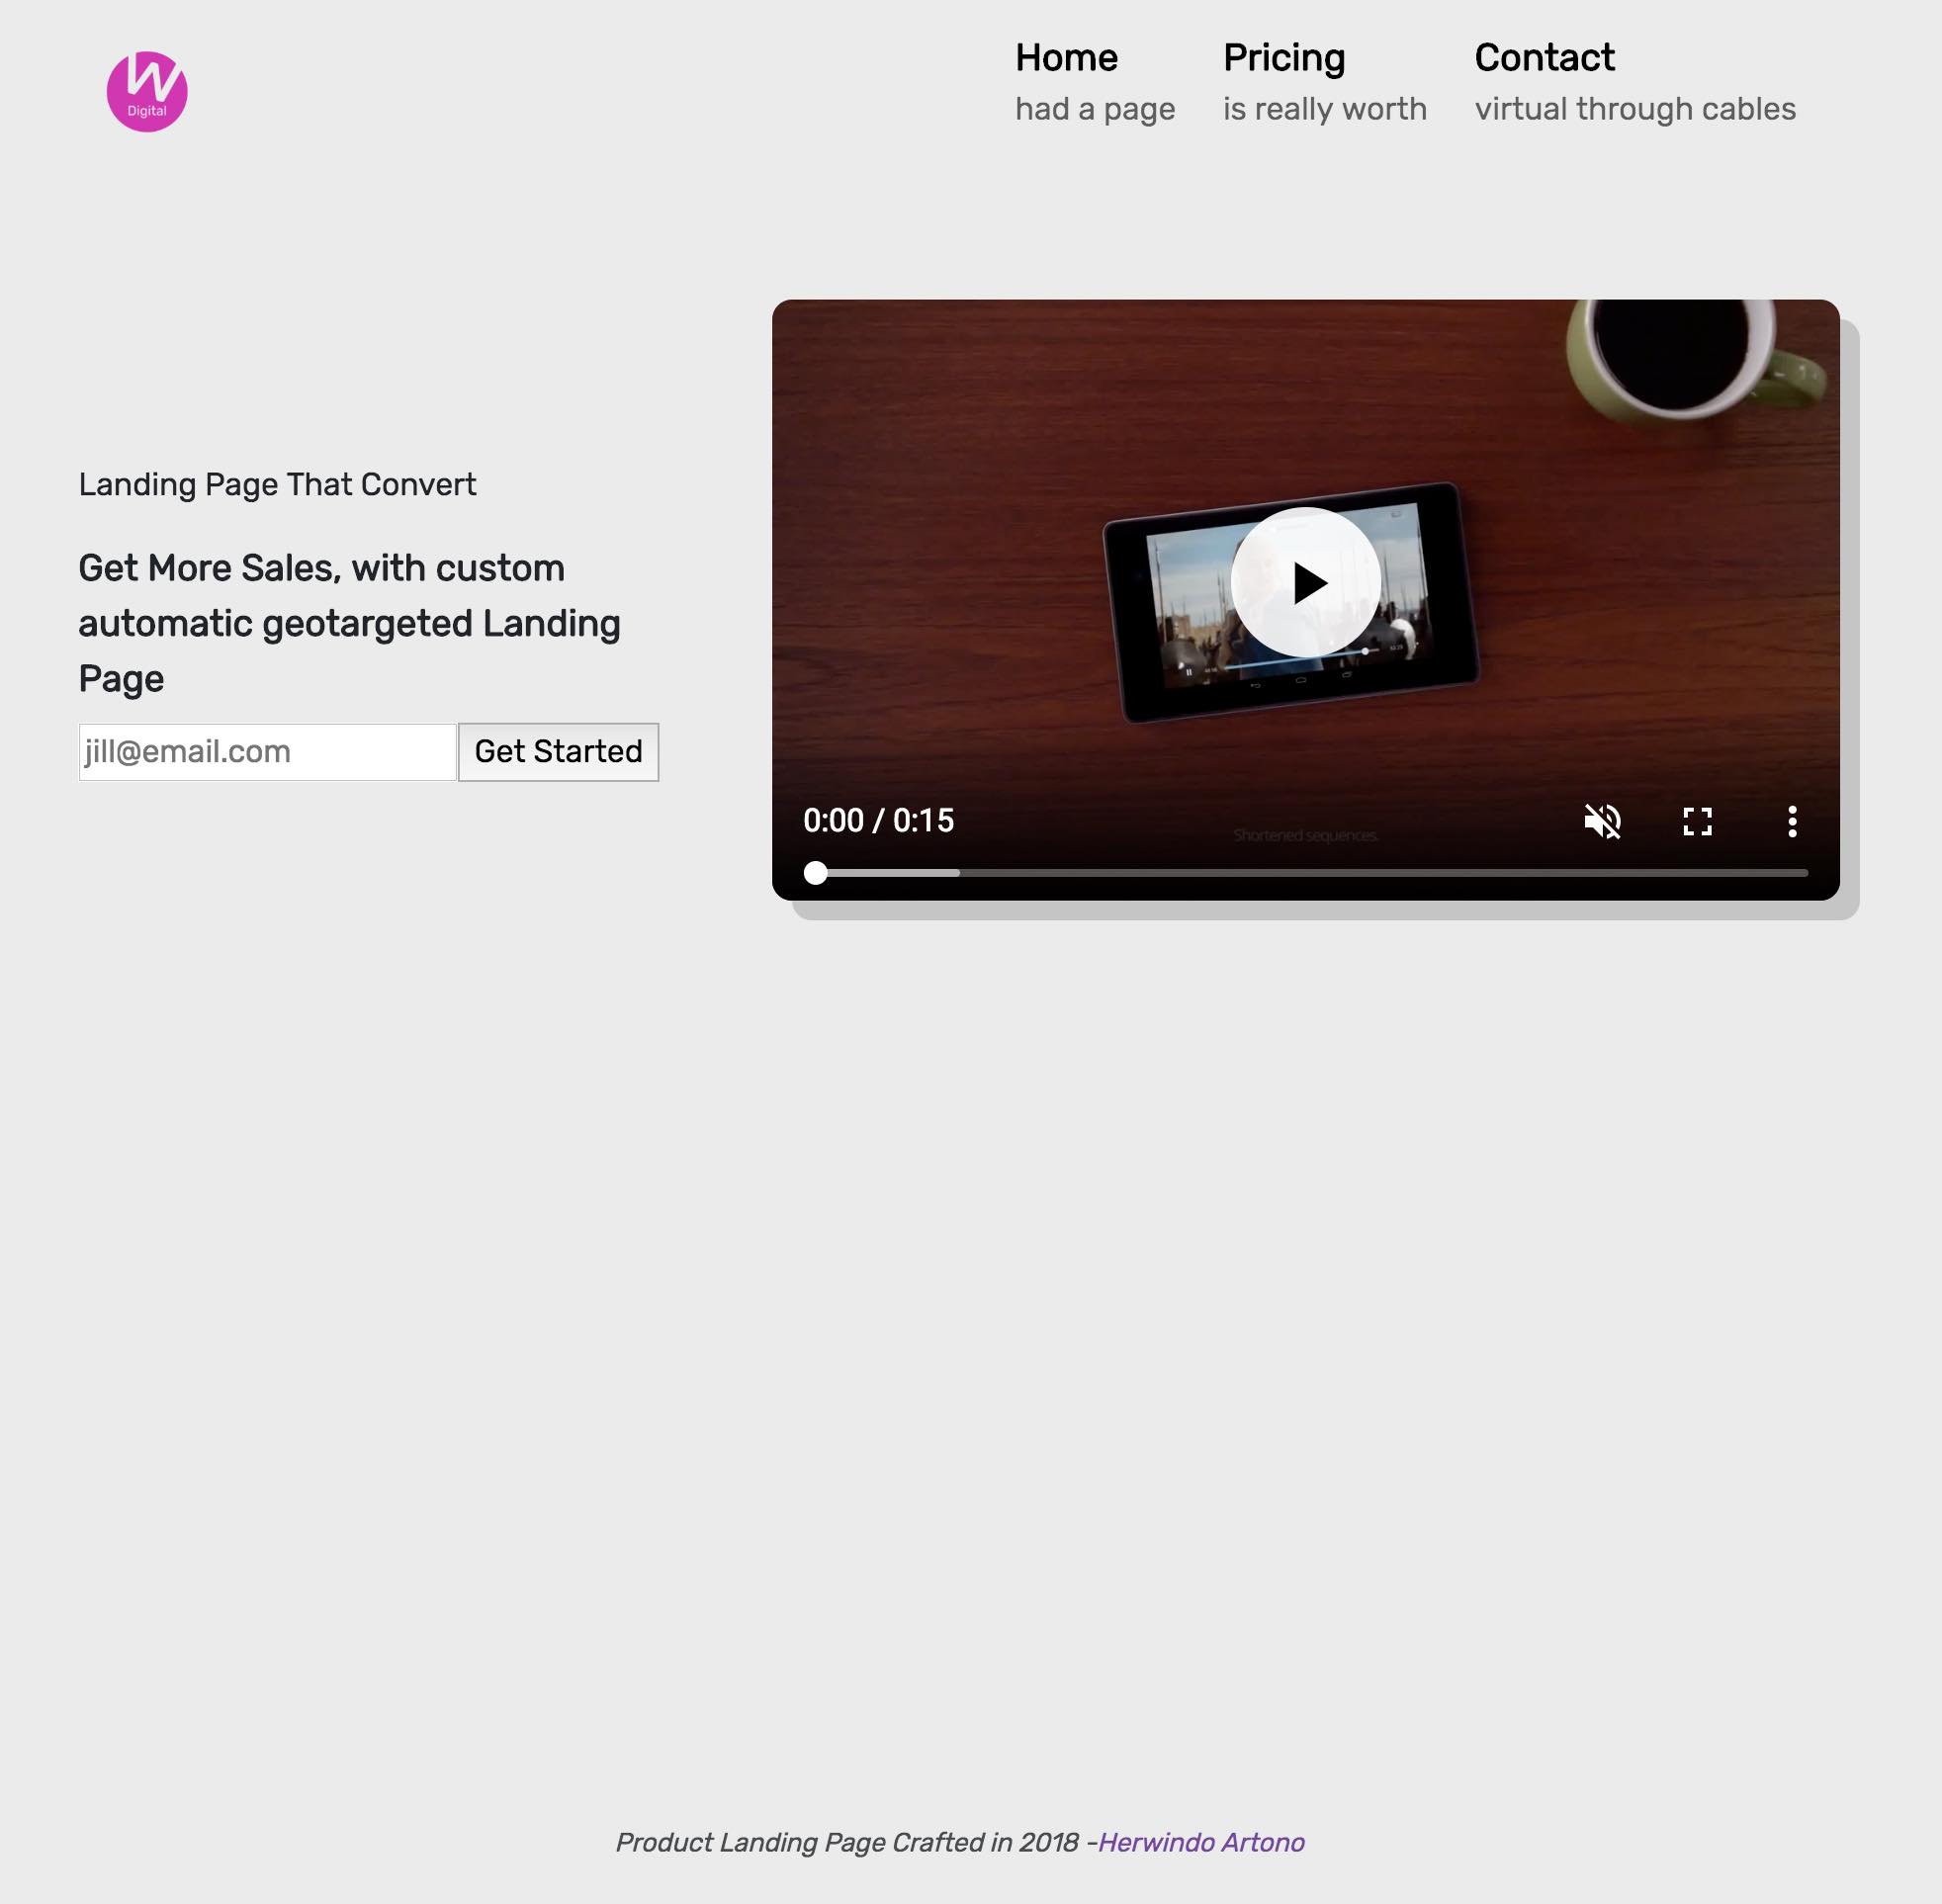 W
Digital
Home
had a page
Pricing
is really worth
Contact
virtual through cables
Landing Page That Convert
Get More Sales, with custom
automatic geotargeted Landing
Page
jill@email.com
Get Started
0:00 / 0:15
Shortened sequences.
Product Landing Page Crafted in 2018 -Herwindo Artono